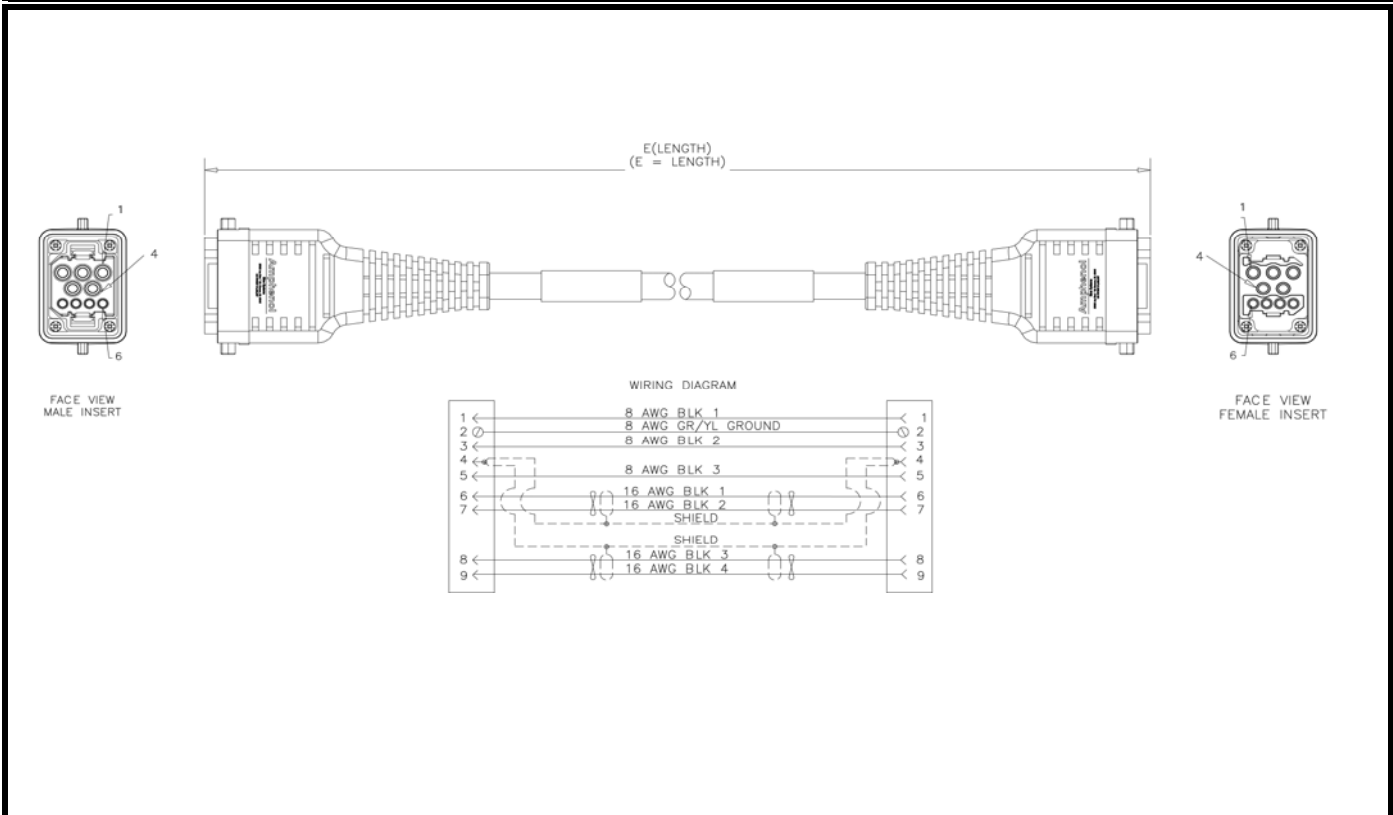 E(LENGTH)
(E = LENGTH)
1
4
6
FACE VIEW
MALE INSERT
Amphenol
Amphenol
1
4
6
FACE VIEW
FEMALE INSERT
WIRING DIAGRAM
1 8 AWG BLK 1 1
2 8 AWG GR/YL GROUND 2
3 8 AWG BLK 2 3
4 4
5 8 AWG BLK 3 5
6 16 AWG BLK 1 6
7 16 AWG BLK 2 7
SHIELD
SHIELD
8 16 AWG BLK 3 8
9 16 AWG BLK 4 9